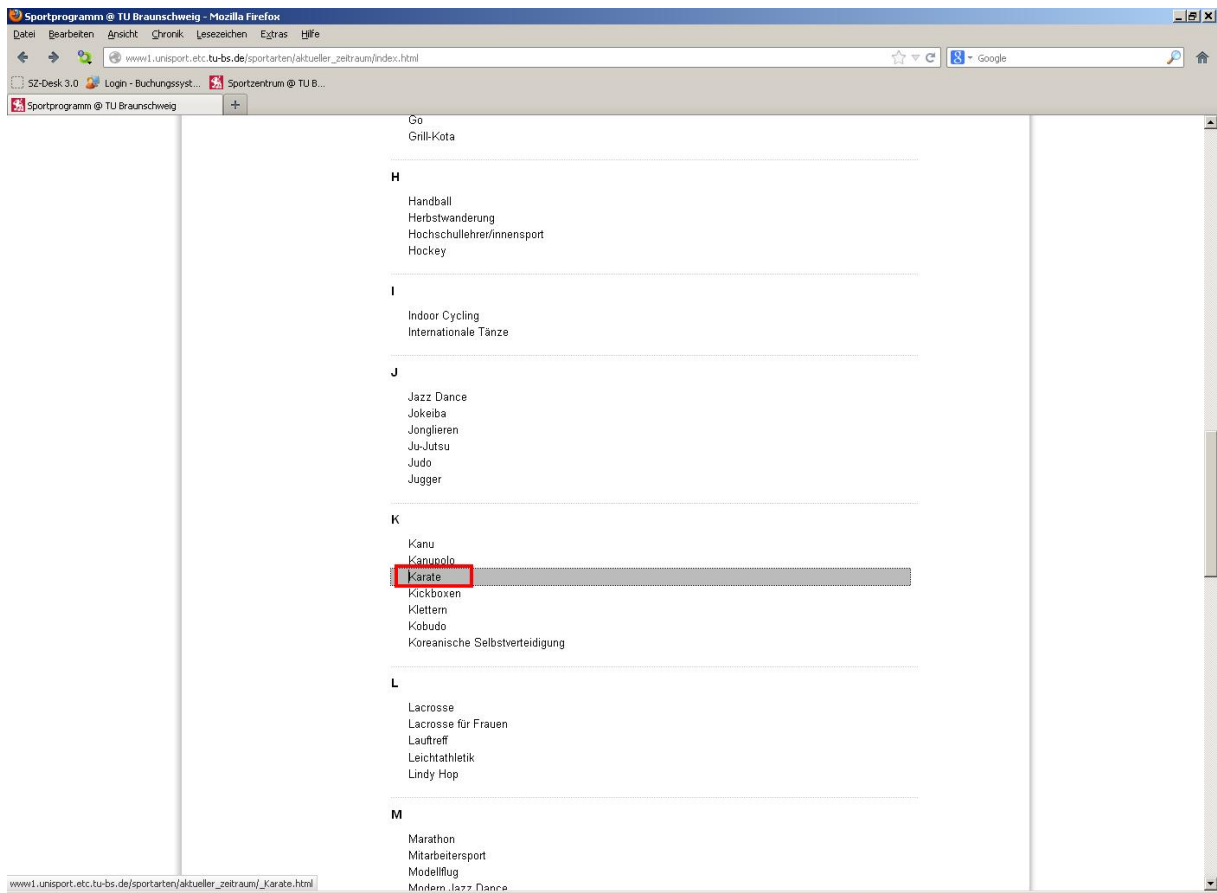 Sportprogramm @ TU Braunschweig - Mozilla Firefox
Datei Bearbeiten Ansicht Chronik Lesezeichen Extras Hilfe
www1.unisport.etc.tu-bs.de/sportarten/aktueller_zeitraum/index.html
Google
SZ-Desk 3.0 Login - Buchungssyst... Sportzentrum @ TU B...
Sportprogramm @ TU Braunschweig
Go
Grill-Kota
H
Handball
Herbstwanderung
Hochschullehrer/innensport
Hockey
I
Indoor Cycling
Internationale Tänze
J
Jazz Dance
Jokeiba
Jonglieren
Ju-Jutsu
Judo
Jugger
K
Kanu
Kanupolo
Karate
Kickboxen
Klettern
Kobudo
Koreanische Selbstverteidigung
L
Lacrosse
Lacrosse für Frauen
Lauftreff
Leichtathletik
Lindy Hop
M
Marathon
Mitarbeitersport
Modellflug
Modern Jazz Dance
www1.unisport.etc.tu-bs.de/sportarten/aktueller_zeitraum/_Karate.html